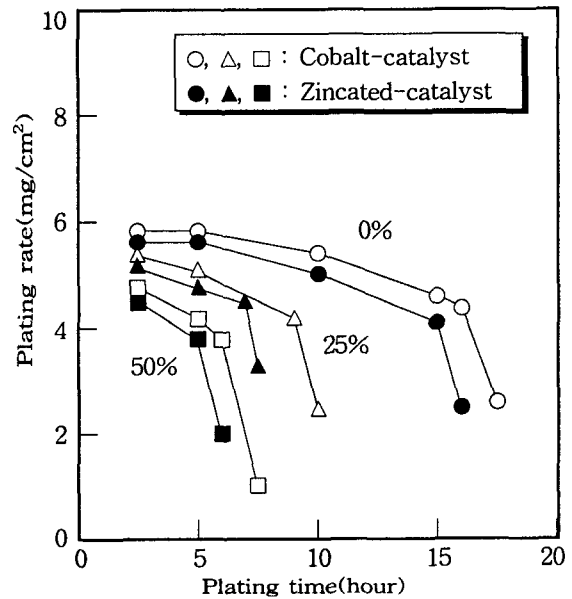 10
8
6
4
2
0
Plating rate(mg/cm²)
○, △, □ : Cobalt-catalyst
●, ▲, ■ : Zincated-catalyst
0%
25%
50%
0 5 10 15 20
Plating time(hour)